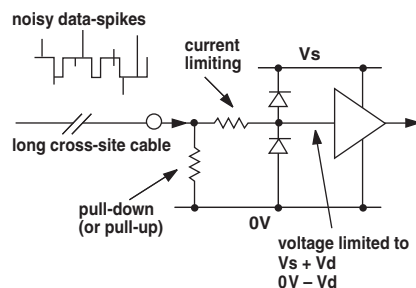 noisy data-spikes
current
limiting
Vs
long cross-site cable
pull-down
(or pull-up)
0V
voltage limited to
Vs + Vd
0V – Vd